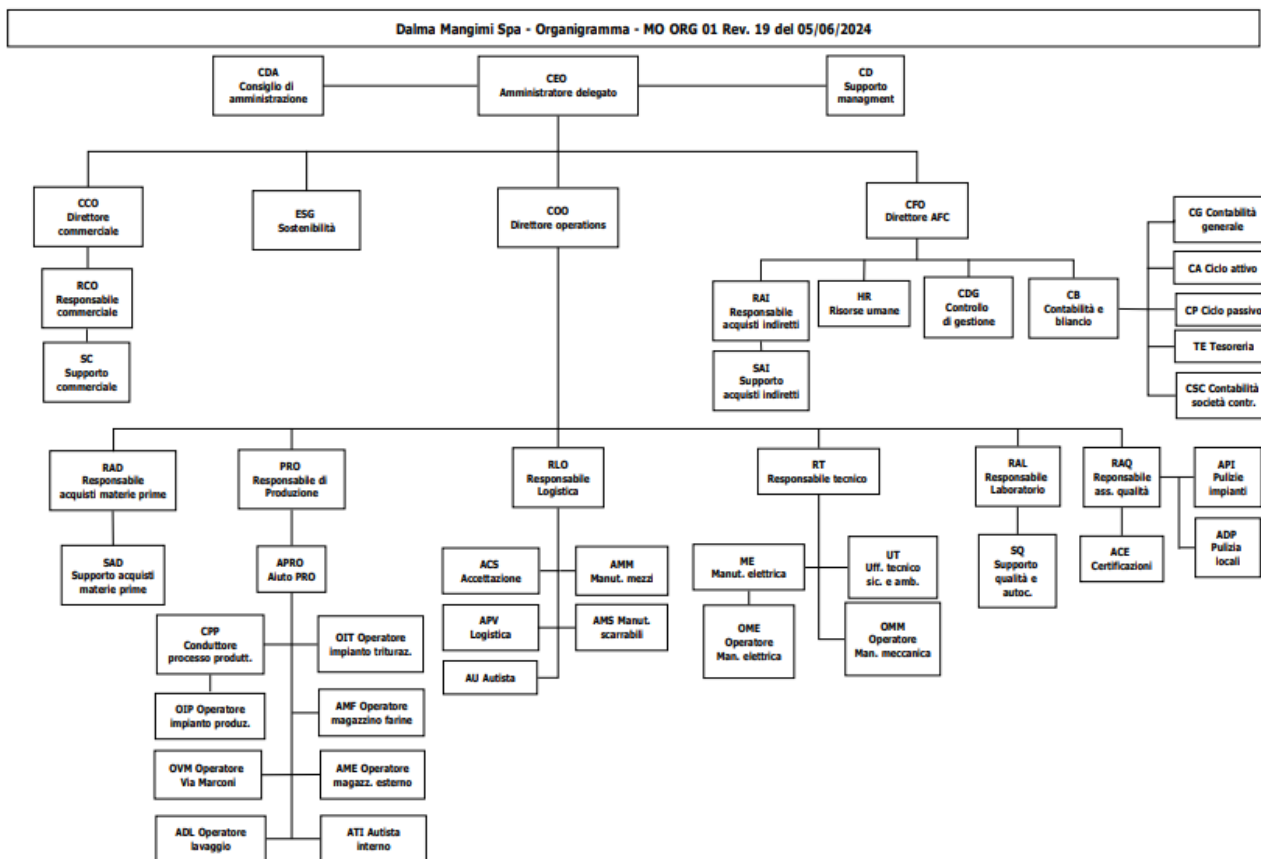 Dalma Mangimi Spa - Organigramma - MO ORG 01 Rev. 19 del 05/06/2024
CDA
Consiglio di
amministrazione
CEO
Amministratore delegato
CD
Supporto
managment
CCO
Direttore
commerciale
ESG
Sostenibilità
COO
Direttore operations
CFO
Direttore AFC
CG Contabilità
generale
CA Ciclo attivo
CP Ciclo passivo
TE Tesoreria
CSC Contabilità
società contr.
RCO
Responsabile
commerciale
SC
Supporto
commerciale
RAI
Responsabile
acquisti indiretti
HR
Risorse umane
CDG
Controllo
di gestione
CB
Contabilità e
bliancio
SAI
Supporto
acquisti indiretti
RAD
Responsabile
acquisti materie prime
PRO
Responsabile di
Produzione
RLO
Responsabile
Logistica
RT
Responsabile tecnico
RAL
Responsabile
Laboratorio
RAQ
Reponsabile
ass. qualità
API
Pulizie
impianti
ADP
Pulizia
locali
SAD
Supporto acquisti
materie prime
APRO
Aiuto PRO
ACS
Accettazione
AMM
Manut. mezzi
ME
Manut. elettrica
UT
Uff. tecnico
sic. e amb.
SQ
Supporto
qualità e
autoc.
ACE
Certificazioni
CPP
Conduttore
processo produtt.
OIT Operatore
impianto trituraz.
APV
Logistica
AMS Manut.
scarrabili
OME
Operatore
Man. elettrica
OMM
Operatore
Man. meccanica
AU Autista
OIP Operatore
impianto produz.
AMF Operatore
magazzino farine
OVM Operatore
Via Marconi
AME Operatore
magazz. esterno
ADL Operatore
lavaggio
ATI Autista
interno